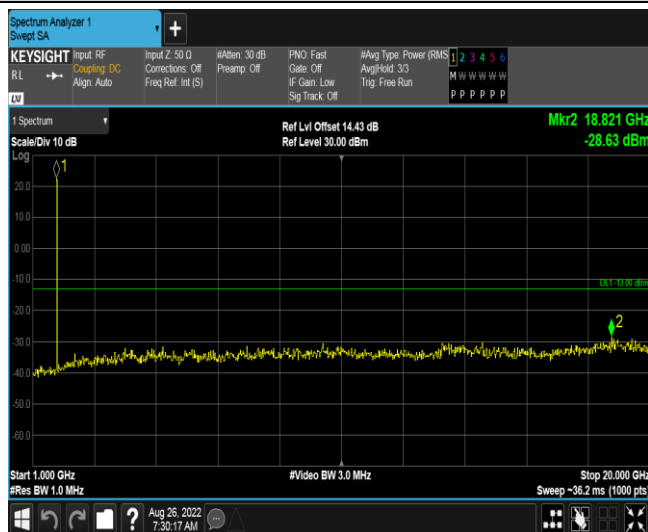 Spectrum Analyzer 1
Swept SA
KEYSIGHT
RL
LXI
Input: RF
Coupling: DC
Align: Auto
Input Z: 50 Ω
Corrections: Off
Freq Ref: Int (S)
#Atten: 30 dB
Preamp: Off
PNO: Fast
Gate: Off
IF Gain: Low
Sig Track: Off
#Avg Type: Power (RMS
Avg|Hold: 3/3
Trig: Free Run
1 2 3 4 5 6
M W W W W W
P P P P P P
1 Spectrum
Scale/Div 10 dB
Log
Ref Lvl Offset 14.43 dB
Ref Level 30.00 dBm
Mkr2 18.821 GHz
-28.63 dBm
1
20.0
10.0
0.00
-10.0
DL1 -13.00 dBm
-20.0
2
-30.0
-40.0
-50.0
-60.0
Start 1.000 GHz
#Res BW 1.0 MHz
#Video BW 3.0 MHz
Stop 20.000 GHz
Sweep ~36.2 ms (1000 pts)
?
Aug 26, 2022
7:30:17 AM